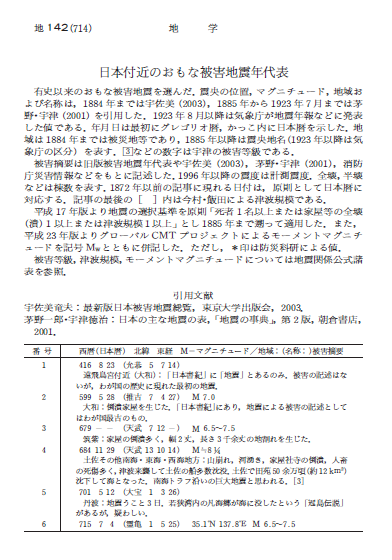 地 142 (714)　地　学
日本付近のおもな被害地震年代表
有史以来のおもな被害地震を選んだ. 震央の位置, マグニチュード, 地域お
よび名称は, 1884 年までは宇佐美 (2003), 1885 年から 1923 年 7 月までは茅
野・宇津 (2001) を引用した. 1923 年 8 月以降は気象庁が地震年報などに発表
した値である. 年月日は最初にグレゴリオ暦, かっこ内に日本暦を示した. 地
域は 1884 年までは被災地等であり, 1985 以降は震央地名(1923 年以降は気
象庁の区分) を表す. [5]などの数字は宇津の被害等級である.
被害摘要は旧版被害地震年代表や宇佐美 (2003), 茅野・宇津 (2001), 消防
庁災害情報などをもとに記述した. 1996 年以降の震度は計測震度. 全壊, 半壊
などは棟数を表す. 1872 年以前の記事に現れる日付は, 原則として日本暦に
対応する. 記事の最後の [　] 内は今村・飯田による津波規模である.
平成 17 年版より地震の選択基準を原則「死者 1 名以上または家屋等の全壊
(潰) 1 以上または津波規模 1 以上」とし 1885 年まで遡って適用した. また,
平成 23 年版よりグローバル CMT プロジェクトによるモーメントマグニチ
ュードを記号 Mw とともに併記した. ただし, ＊印は防災科研による値.
被害等級, 津波規模, モーメントマグニチュードについては地震関係公式諸
表を参照.
引用文献
宇佐美竜夫：最新版日本被害地震総覧, 東京大学出版会, 2003.
茅野一郎・宇津徳治：日本の主な地震の表, 「地震の事典」, 第 2 版, 朝倉書店,
2001.
番 号　西暦(日本暦)　北緯　東経　M−マグニチュード／地域：(名称：)被害摘要
1　416 8 23 (允恭 5 7 14)
遠飛鳥宮付近 (大和)：「日本書紀」に「地震」とあるのみ. 被害の記述はな
いが, わが国の歴史に現れた最初の地震.
2　599 5 28 (推古 7 4 27)　M 7.0
大和：倒潰家屋を生じた. 「日本書紀」にあり, 地震による被害の記述として
はわが国最古のもの.
3　679 − − (天武 7 12 −)　M 6.5〜7.5
筑紫：家屋の倒潰多く, 幅 2 丈, 長さ 3 千余丈の地割れを生じた.
4　684 11 29 (天武 13 10 14)　M≒8 ¼
土佐その他南海・東海・西海地方：山崩れ, 河湧き, 家屋社寺の倒潰, 人畜
の死傷多く, 津波来襲して土佐の船多数沈没. 土佐で田苑 50 余万頃(約 12 km²)
沈下して海となった. 南海トラフ沿いの巨大地震と思われる. [3]
5　701 5 12 (大宝 1 3 26)
丹波：地震うこと 3 日. 若狭湾内の凡海郷が海に没したという「冠島伝説」
があるが, 疑わしい.
6　715 7 4 (霊亀 1 5 25)　35.1°N 137.8°E　M 6.5〜7.5